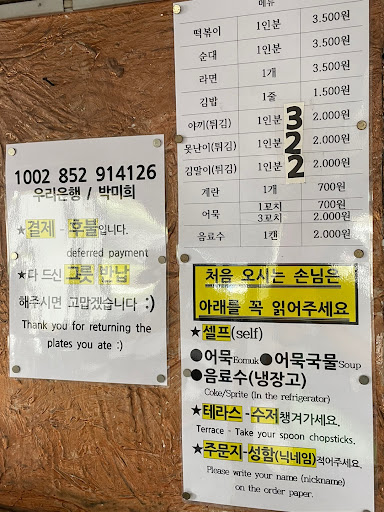 1002 852 914126
우리은행 / 박미희
★결제 - 후불입니다.
deferred payment
★다 드신 그릇 반납
해주시면 고맙겠습니다 :)
Thank you for returning the
plates you ate :)
메뉴
떡볶이 1인분 3.500원
순대 1인분 3.500원
라면 1개 3.500원
김밥 1줄 1.500원
야끼(튀김) 1인분 3 2.000원
못난이(튀김) 1인분 2 2.000원
김말이(튀김) 1인분 2 2.000원
계란 1개 700원
어묵 1꼬치 700원
3꼬치 2.000원
음료수 1캔 2.000원
처음 오시는 손님은
아래를 꼭 읽어주세요
★셀프(self)
●어묵Eomuk ●어묵국물Soup
●음료수(냉장고)
Coke/Sprite (In the refrigerator)
★테라스 -수저챙겨가세요.
Terrace - Take your spoon chopsticks.
★주문지-성함(닉네임)적어주세요.
Please write your name (nickname)
on the order paper.